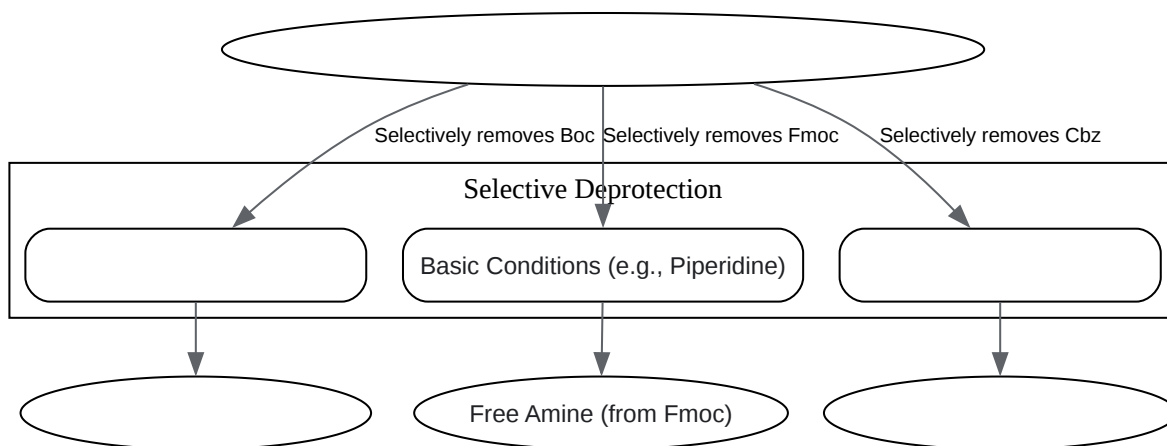 Selectively removes Boc
Selectively removes Fmoc
Selectively removes Cbz
Selective Deprotection
Basic Conditions (e.g., Piperidine)
Free Amine (from Fmoc)